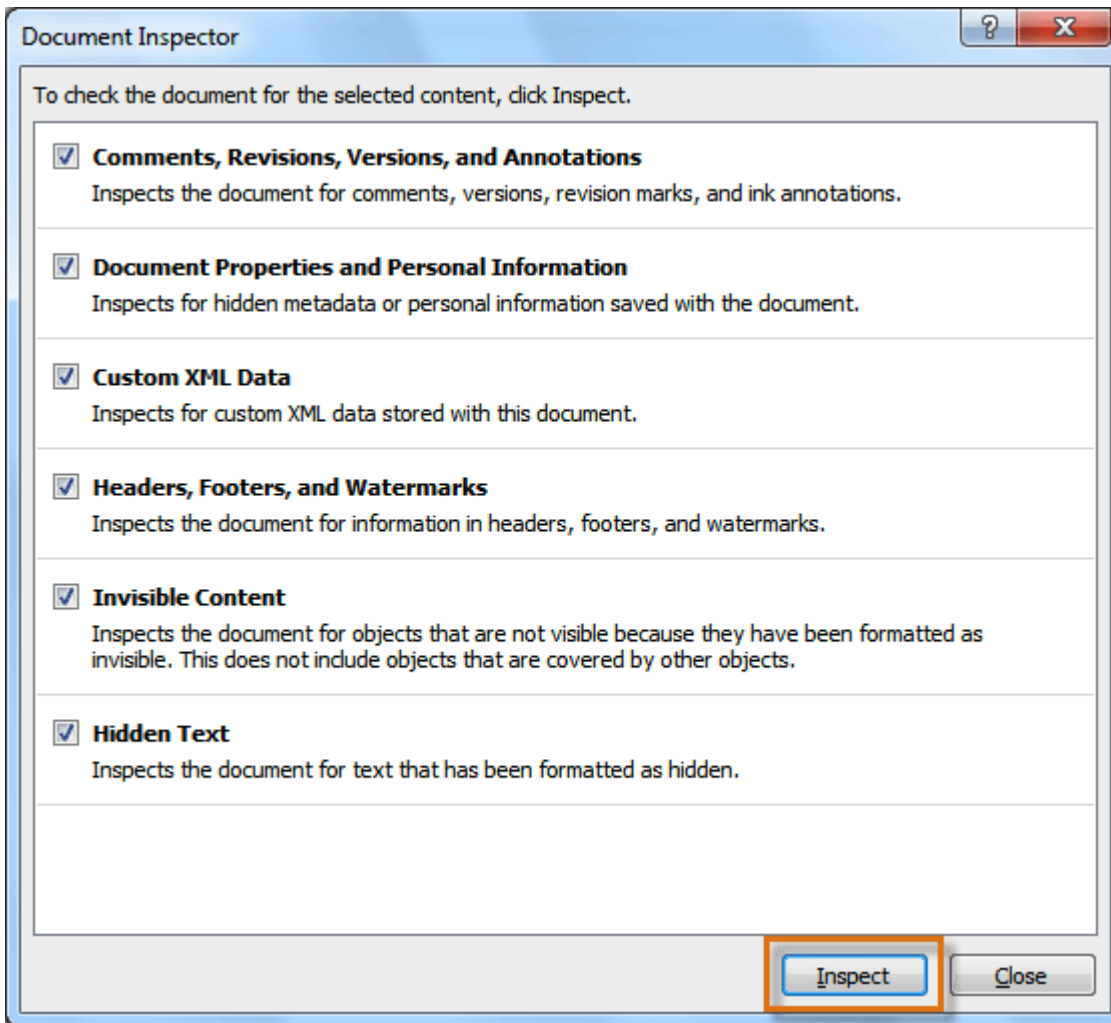 Document Inspector
?
To check the document for the selected content, click Inspect.
Comments, Revisions, Versions, and Annotations
Inspects the document for comments, versions, revision marks, and ink annotations.
Document Properties and Personal Information
Inspects for hidden metadata or personal information saved with the document.
Custom XML Data
Inspects for custom XML data stored with this document.
Headers, Footers, and Watermarks
Inspects the document for information in headers, footers, and watermarks.
Invisible Content
Inspects the document for objects that are not visible because they have been formatted as
invisible. This does not include objects that are covered by other objects.
Hidden Text
Inspects the document for text that has been formatted as hidden.
Inspect Close